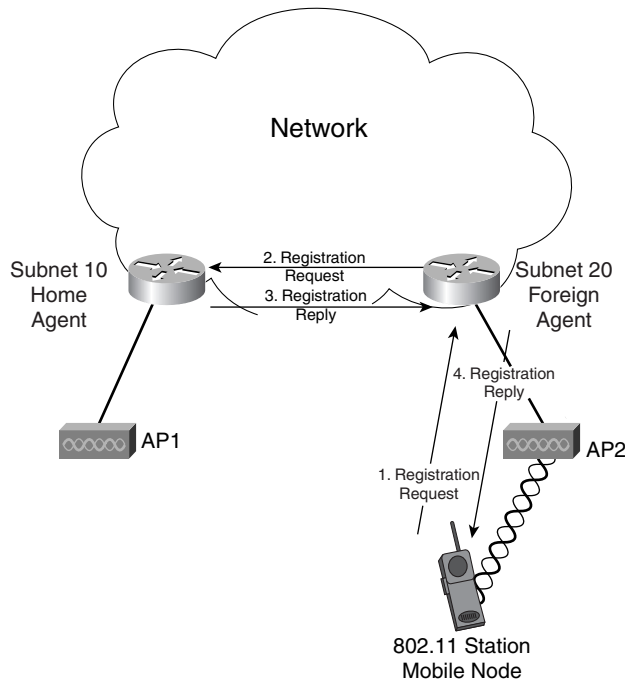 Network
2. Registration
Request
Subnet 10
Home
Agent
3. Registration
Reply
Subnet 20
Foreign
Agent
4. Registration
Reply
AP1
AP2
1. Registration
Request
802.11 Station
Mobile Node